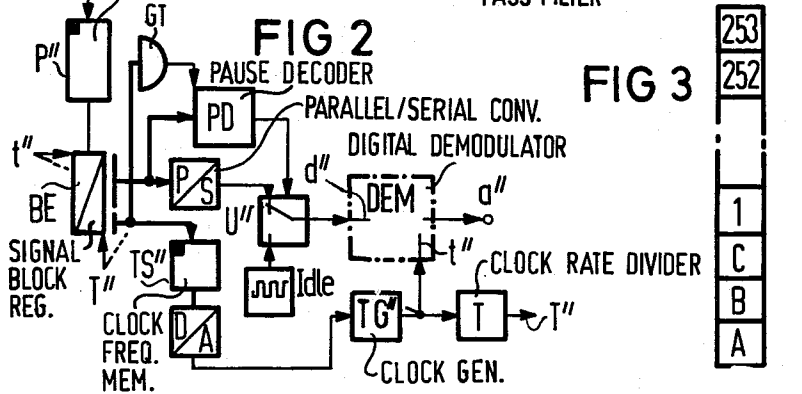 PASS FILTER
GT
FIG 2
253
P"
PAUSE DECODER
FIG 3
252
PD
PARALLEL/SERIAL CONV.
DIGITAL DEMODULATOR
t"
P
S
d"
DEM
a"
BE
U"
1
SIGNAL
BLOCK
REG.
T"
TS"
t"
CLOCK RATE DIVIDER
C
Idle
B
CLOCK
FREQ.
MEM.
D
A
TG"
T
T"
A
CLOCK GEN.